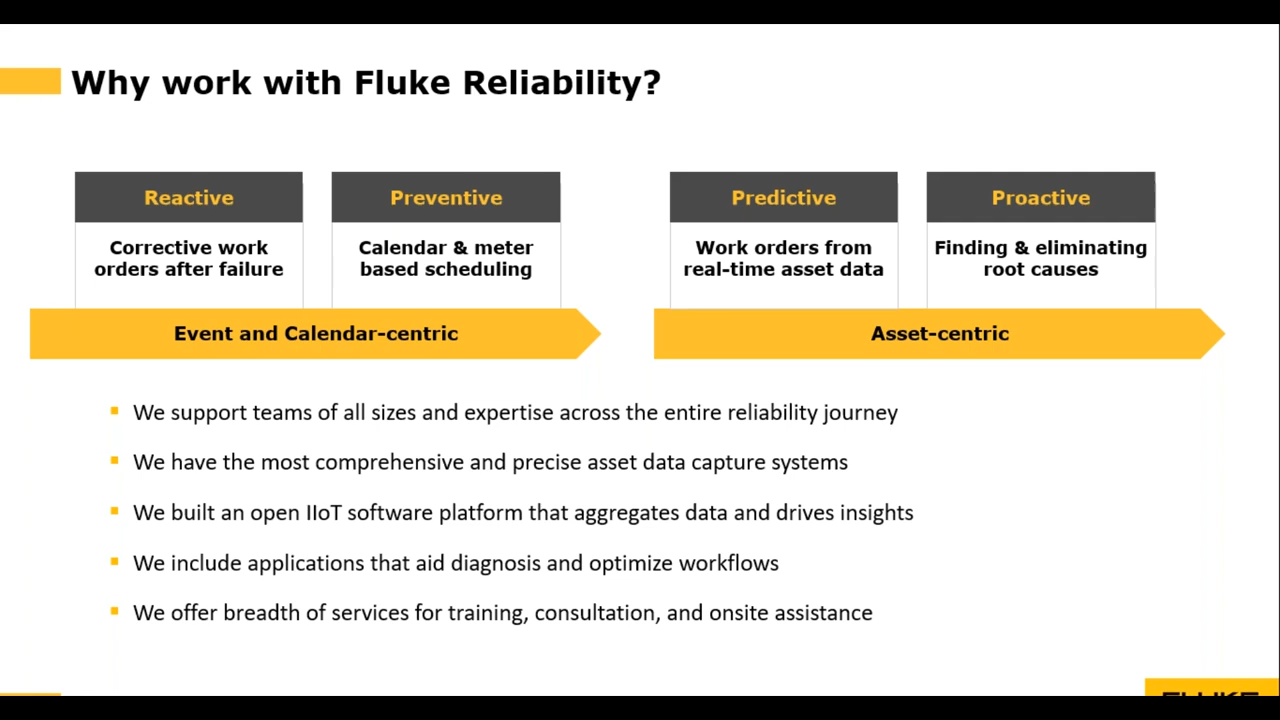 Why work with Fluke Reliability?
Reactive
Corrective work
orders after failure
Preventive
Calendar & meter
based scheduling
Event and Calendar-centric
Predictive
Work orders from
real-time asset data
Proactive
Finding & eliminating
root causes
Asset-centric
We support teams of all sizes and expertise across the entire reliability journey
We have the most comprehensive and precise asset data capture systems
We built an open IIoT software platform that aggregates data and drives insights
We include applications that aid diagnosis and optimize workflows
We offer breadth of services for training, consultation, and onsite assistance
FLUKE